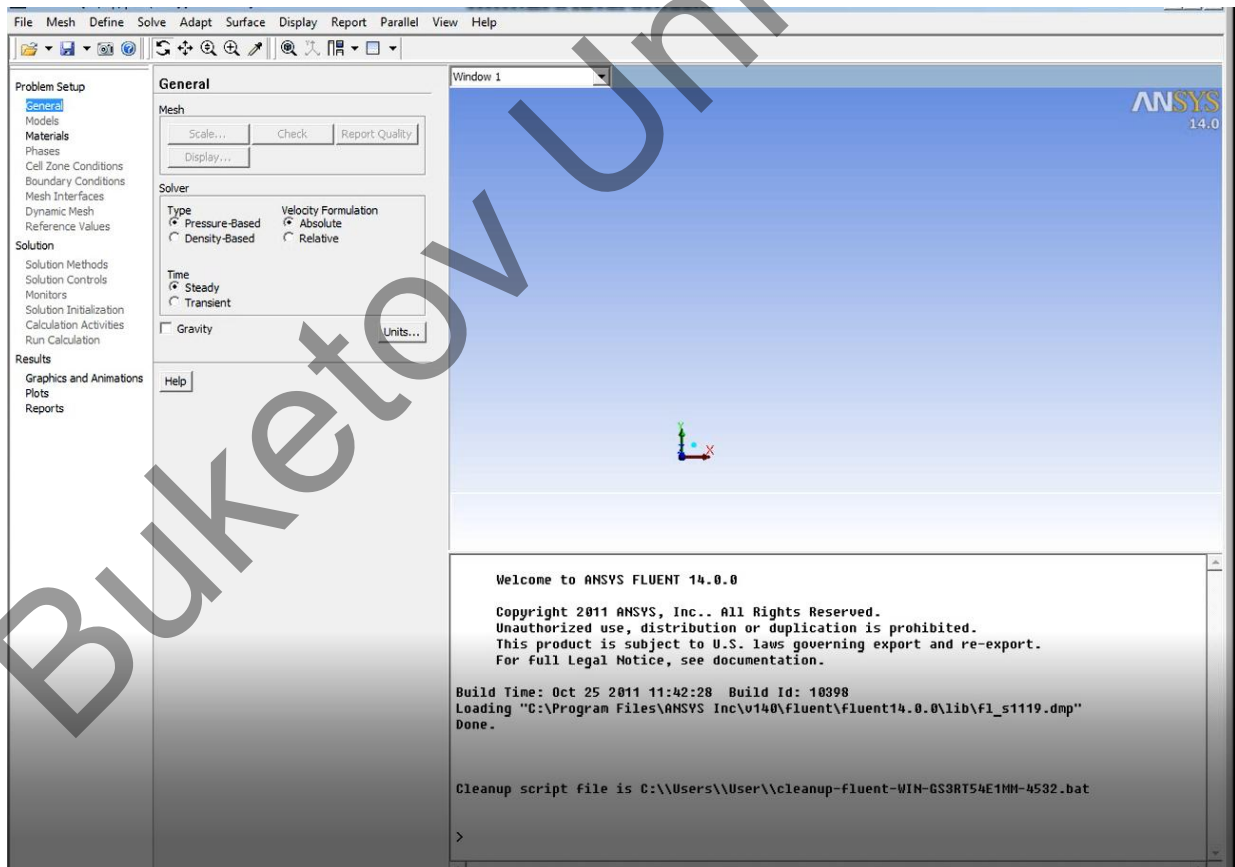 File Mesh Define Solve Adapt Surface Display Report Parallel View Help
Problem Setup
General
Models
Materials
Phases
Cell Zone Conditions
Boundary Conditions
Mesh Interfaces
Dynamic Mesh
Reference Values
Solution
Solution Methods
Solution Controls
Monitors
Solution Initialization
Calculation Activities
Run Calculation
Results
Graphics and Animations
Plots
Reports
General
Mesh
Scale... Check Report Quality
Display...
Solver
Type Velocity Formulation
Pressure-Based Absolute
Density-Based Relative
Time
Steady
Transient
Gravity Units...
Help
Window 1
ANSYS
14.0
Y
X
Welcome to ANSYS FLUENT 14.0.0
Copyright 2011 ANSYS, Inc.. All Rights Reserved.
Unauthorized use, distribution or duplication is prohibited.
This product is subject to U.S. laws governing export and re-export.
For full Legal Notice, see documentation.
Build Time: Oct 25 2011 11:42:28 Build Id: 10398
Loading "C:\Program Files\ANSYS Inc\v140\fluent\fluent14.0.0\lib\fl_s1119.dmp"
Done.
Cleanup script file is C:\\Users\\User\\cleanup-fluent-WIN-GS3RT54E1MM-4532.bat
>
Buketov Uni